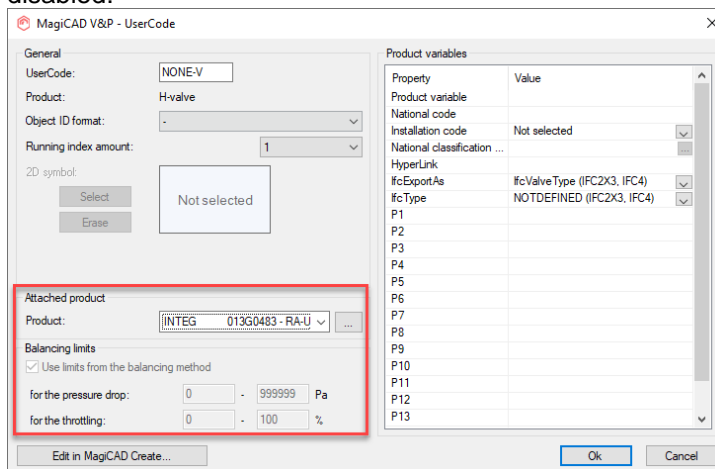 disabled.
MagiCAD V&P - UserCode
General
UserCode: NONE-V
Product: H-valve
Object ID format: -
Running index amount: 1
2D symbol:
Select
Erase
Not selected
Attached product
Product: INTEG 013G0483 - RA-U ...
Balancing limits
Use limits from the balancing method
for the pressure drop: 0 - 999999 Pa
for the throttling: 0 - 100 %
Edit in MagiCAD Create...
Product variables
Property Value
Product variable
National code
Installation code Not selected
National classification ... ...
HyperLink
IfcExportAs IfcValveType (IFC2X3, IFC4)
IfcType NOTDEFINED (IFC2X3, IFC4)
P1
P2
P3
P4
P5
P6
P7
P8
P9
P10
P11
P12
P13
Ok Cancel